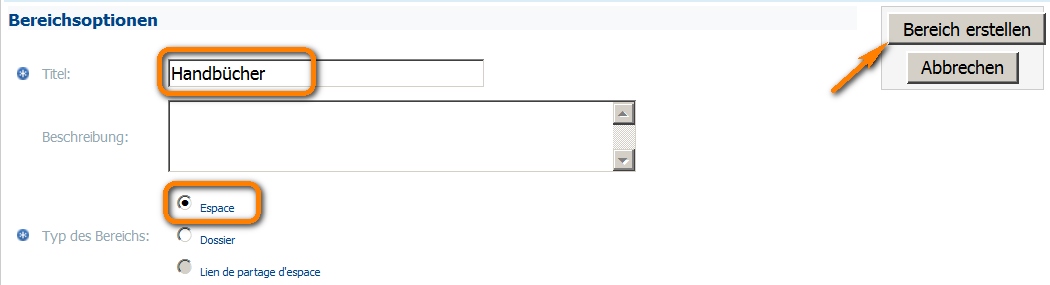 Bereichsoptionen
Bereich erstellen
Titel:
Handbücher
Abbrechen
Beschreibung:
Espace
Typ des Bereichs:
Dossier
Lien de partage d'espace